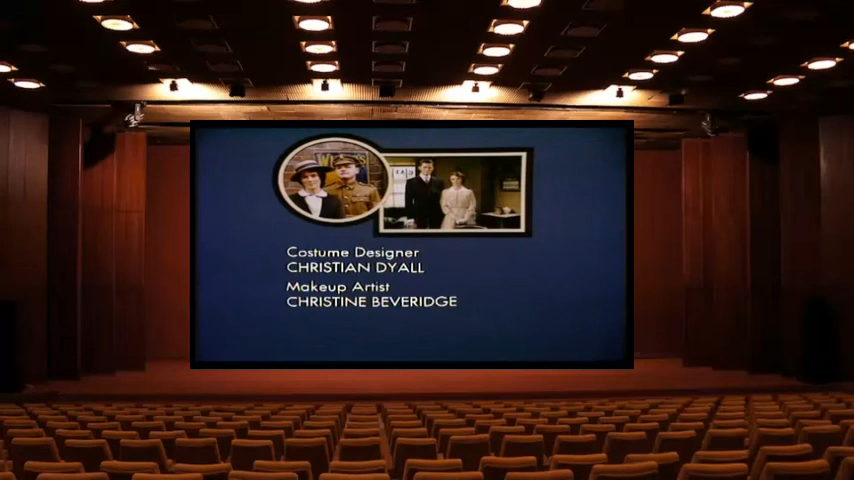 Costume Designer
CHRISTIAN DYALL
Makeup Artist
CHRISTINE BEVERIDGE